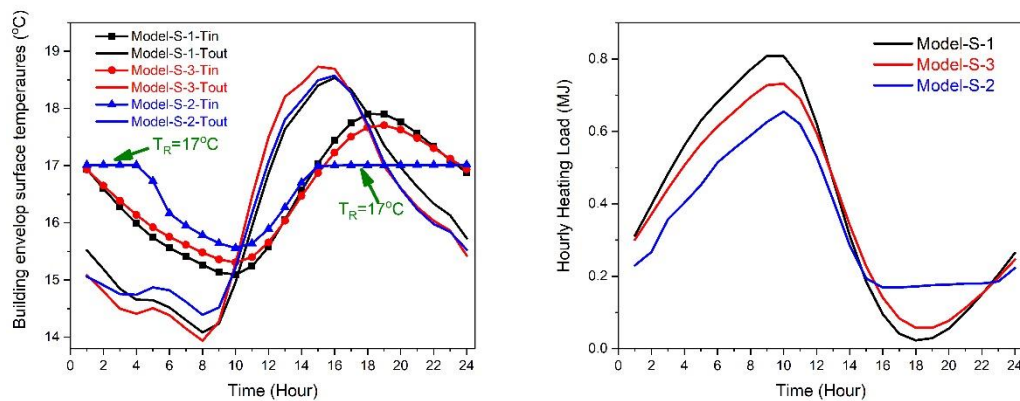 Building envelop surface temperaures (°C)
19
18
17
16
15
14
Model-S-1-Tin
Model-S-1-Tout
Model-S-3-Tin
Model-S-3-Tout
Model-S-2-Tin
Model-S-2-Tout
T_R=17°C
T_R=17°C
0 2 4 6 8 10 12 14 16 18 20 22 24
Time (Hour)
Hourly Heating Load (MJ)
0.8
0.6
0.4
0.2
0.0
Model-S-1
Model-S-3
Model-S-2
0 2 4 6 8 10 12 14 16 18 20 22 24
Time (Hour)